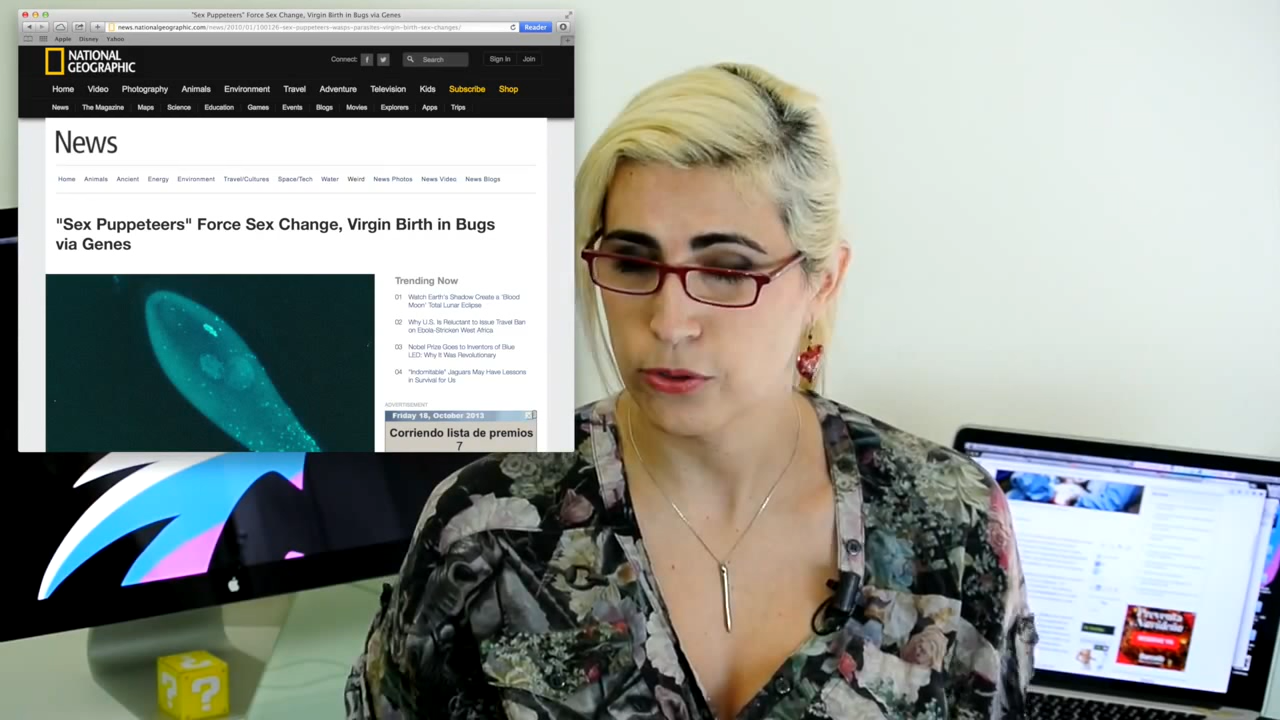 "Sex Puppeteers" Force Sex Change, Virgin Birth in Bugs via Genes
news.nationalgeographic.com/news/2010/01/100126-sex-puppeteers-wasps-parasites-virgin-birth-sex-changes/
Reader
Apple Disney Yahoo
NATIONAL
GEOGRAPHIC
Connect:
Search
Sign In Join
Home Video Photography Animals Environment Travel Adventure Television Kids Subscribe Shop
News The Magazine Maps Science Education Games Events Blogs Movies Explorers Apps Trips
News
Home Animals Ancient Energy Environment Travel/Cultures Space/Tech Water Weird News Photos News Video News Blogs
"Sex Puppeteers" Force Sex Change, Virgin Birth in Bugs
via Genes
Trending Now
01 Watch Earth's Shadow Create a 'Blood
Moon' Total Lunar Eclipse
02 Why U.S. Is Reluctant to Issue Travel Ban
on Ebola-Stricken West Africa
03 Nobel Prize Goes to Inventors of Blue
LED: Why It Was Revolutionary
04 "Indomitable" Jaguars May Have Lessons
in Survival for Us
ADVERTISEMENT
Friday 18, October 2013
Corriendo lista de premios
7
? ?